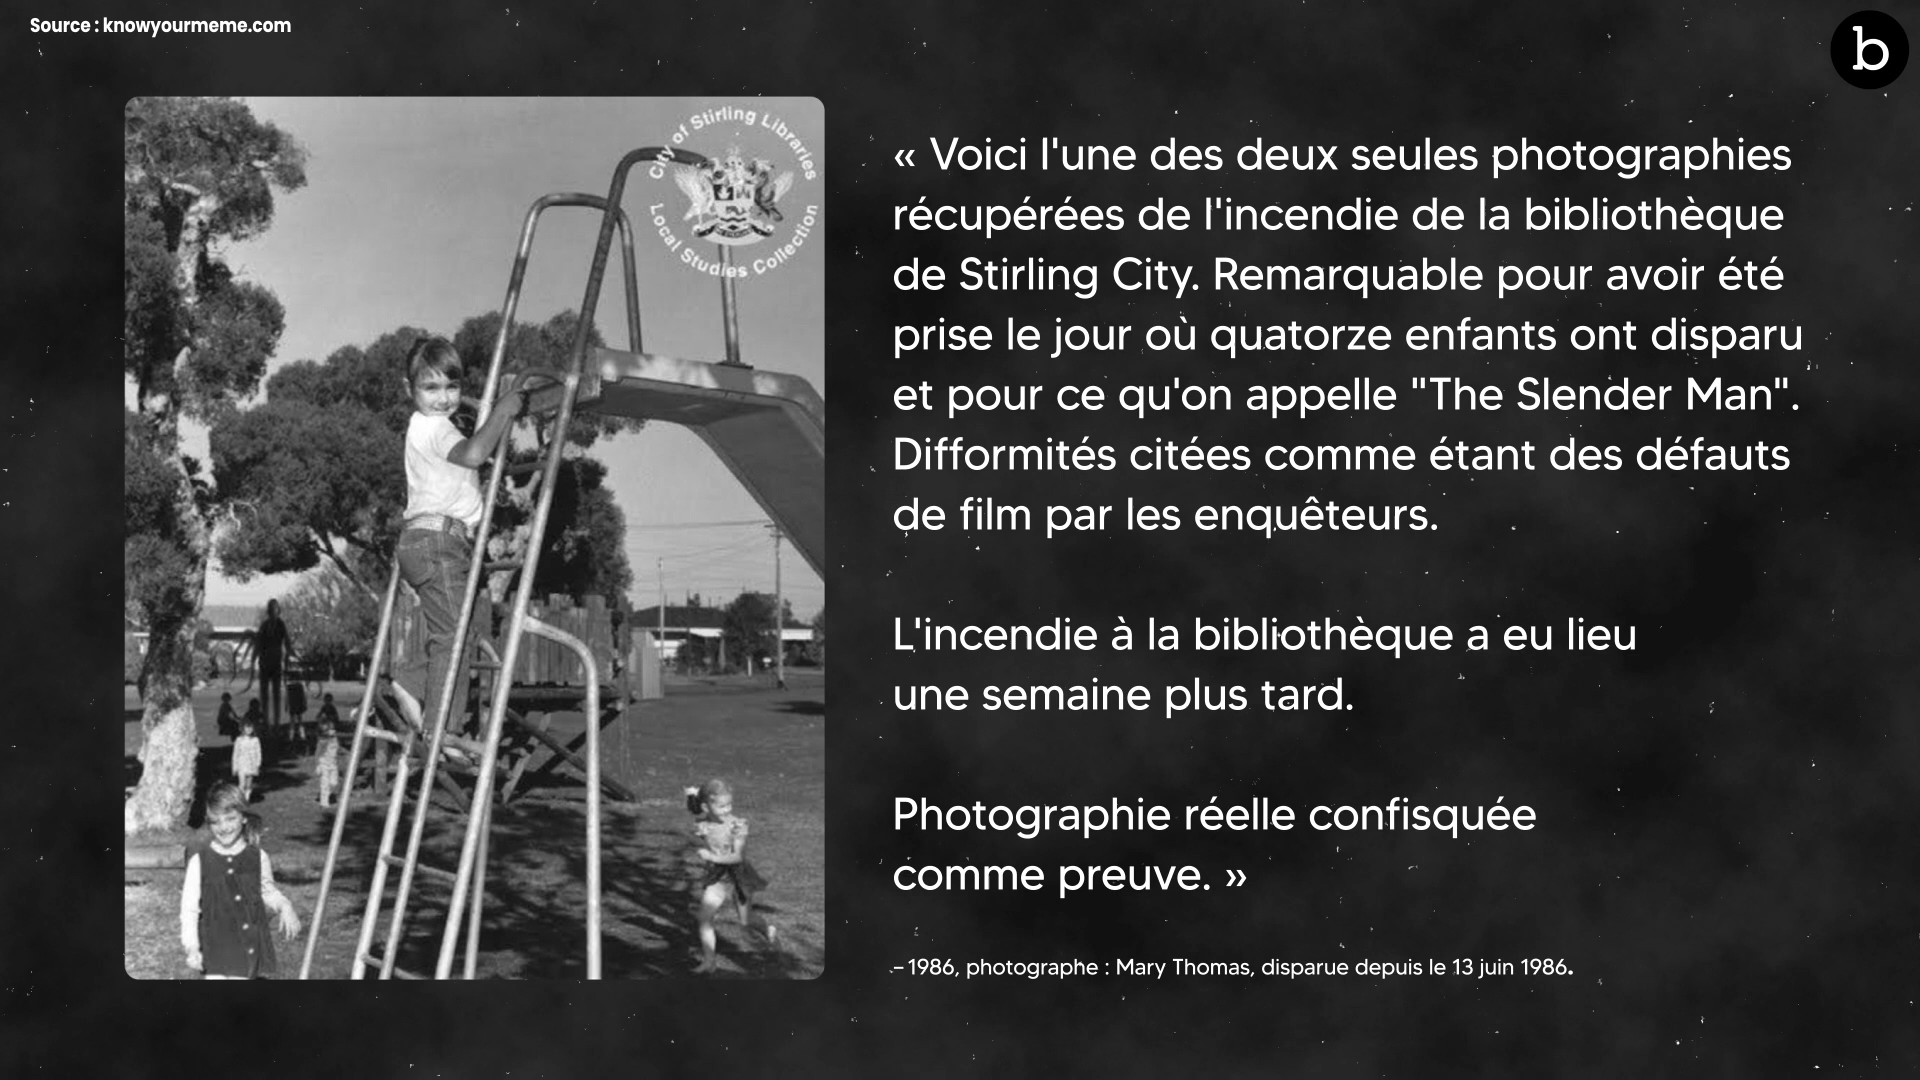 Source : knowyourmeme.com
b
City of Stirling Libraries
Local Studies Collection
« Voici l'une des deux seules photographies
récupérées de l'incendie de la bibliothèque
de Stirling City. Remarquable pour avoir été
prise le jour où quatorze enfants ont disparu
et pour ce qu'on appelle "The Slender Man".
Difformités citées comme étant des défauts
de film par les enquêteurs.
L'incendie à la bibliothèque a eu lieu
une semaine plus tard.
Photographie réelle confisquée
comme preuve. »
– 1986, photographe : Mary Thomas, disparue depuis le 13 juin 1986.